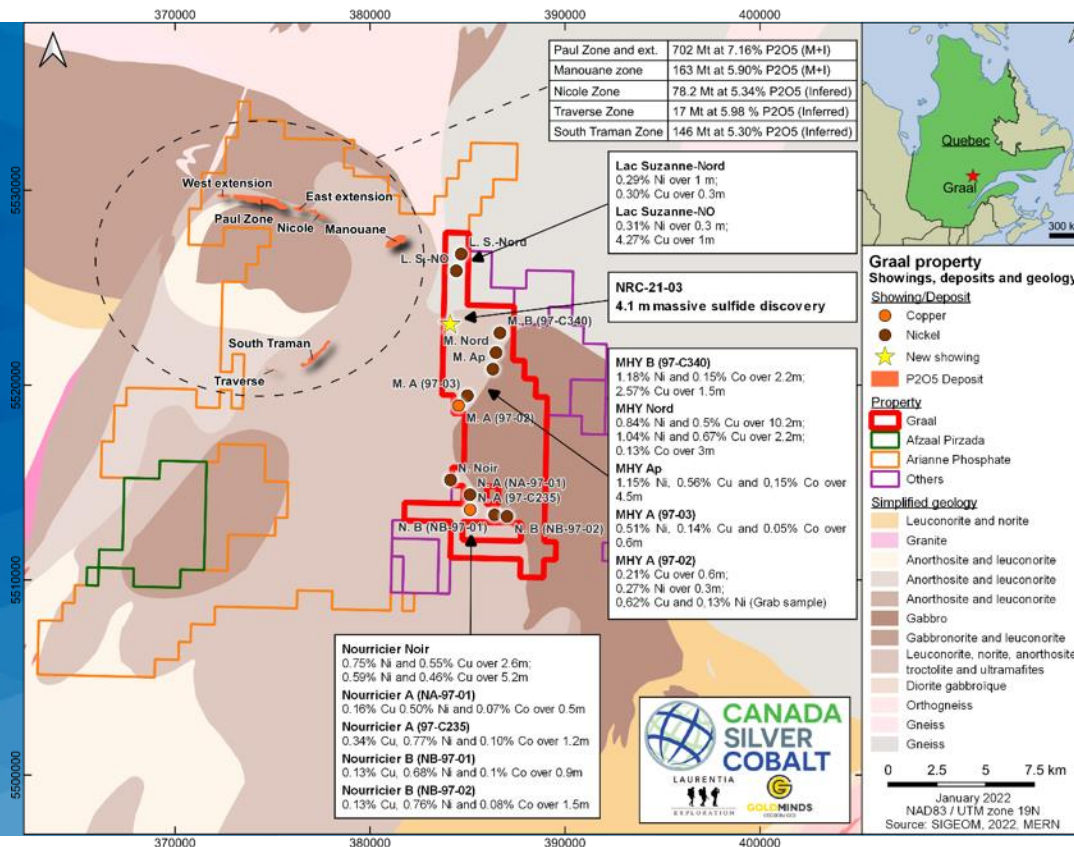 370000 380000 390000 400000
5530000
5520000
5510000
5500000
Paul Zone and ext. 702 Mt at 7.16% P2O5 (M+I)
Manouane zone 163 Mt at 5.90% P2O5 (M+I)
Nicole Zone 78.2 Mt at 5.34% P2O5 (Infered)
Traverse Zone 17 Mt at 5.98 % P2O5 (Inferred)
South Traman Zone 146 Mt at 5.30% P2O5 (Inferred)
West extension
East extension
Paul Zone
Nicole
Manouane
South Traman
Traverse
Lac Suzanne-Nord
0.29% Ni over 1 m;
0.30% Cu over 0.3m
Lac Suzanne-NO
0.31% Ni over 0.3 m;
4.27% Cu over 1m
L. S.-Nord
L. S.-NO
NRC-21-03
4.1 m massive sulfide discovery
M. B (97-C340)
M. Nord
M. Ap
M. A (97-03)
M. A (97-02)
N. Noir
N. A (NA-97-01)
N. A (97-C235)
N. B (NB-97-01)
N. B (NB-97-02)
MHY B (97-C340)
1.18% Ni and 0.15% Co over 2.2m;
2.57% Cu over 1.5m
MHY Nord
0.84% Ni and 0.5% Cu over 10.2m;
1.04% Ni and 0.67% Cu over 2.2m;
0.13% Co over 3m
MHY Ap
1.15% Ni, 0.56% Cu and 0,15% Co over
4.5m
MHY A (97-03)
0.51% Ni, 0.14% Cu and 0.05% Co over
0.6m
MHY A (97-02)
0.21% Cu over 0.6m;
0.27% Ni over 0.3m;
0,62% Cu and 0,13% Ni (Grab sample)
Nourricier Noir
0.75% Ni and 0.55% Cu over 2.6m;
0.59% Ni and 0.46% Cu over 5.2m
Nourricier A (NA-97-01)
0.16% Cu 0.50% Ni and 0.07% Co over 0.5m
Nourricier A (97-C235)
0.34% Cu, 0.77% Ni and 0.10% Co over 1.2m
Nourricier B (NB-97-01)
0.13% Cu, 0.68% Ni and 0.1% Co over 0.9m
Nourricier B (NB-97-02)
0.13% Cu, 0.76% Ni and 0.08% Co over 1.5m
CANADA
SILVER
COBALT
LAURENTIA
EXPLORATION
GOLDMINDS
Quebec
Graal
300 k
Graal property
Showings, deposits and geology
Showing/Deposit
Copper
Nickel
New showing
P2O5 Deposit
Property
Graal
Afzaal Pirzada
Arianne Phosphate
Others
Simplified geology
Leuconorite and norite
Granite
Anorthosite and leuconorite
Anorthosite and leuconorite
Anorthosite and leuconorite
Gabbro
Gabbronorite and leuconorite
Leuconorite, norite, anorthosite
troctolite and ultramafites
Diorite gabbroïque
Orthogneiss
Gneiss
Gneiss
0 2.5 5 7.5 km
January 2022
NAD83 / UTM zone 19N
Source: SIGEOM, 2022, MERN
370000 380000 390000 400000